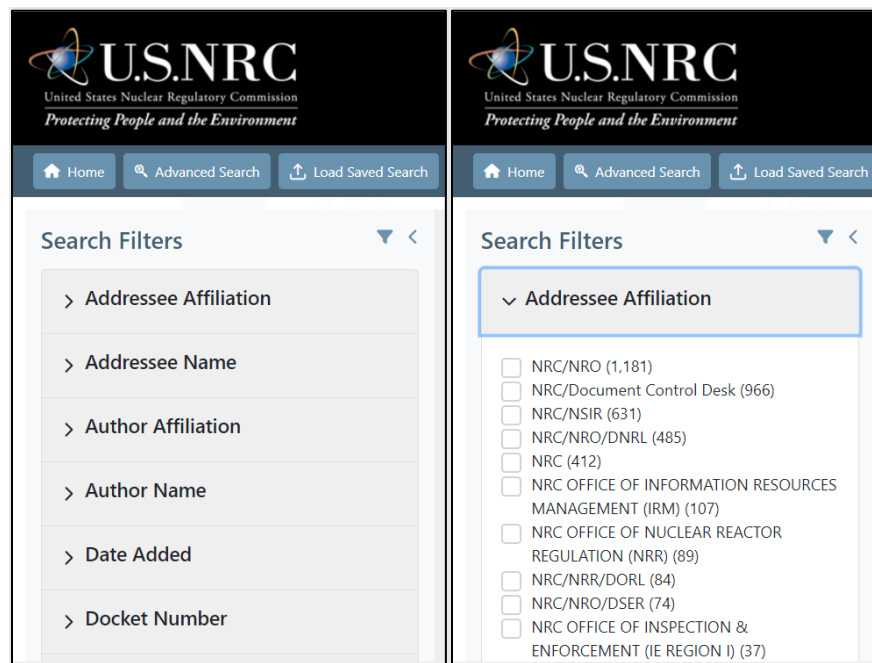 U.S.NRC
United States Nuclear Regulatory Commission
Protecting People and the Environment
Home
Advanced Search
Load Saved Search
Search Filters
Addressee Affiliation
Addressee Name
Author Affiliation
Author Name
Date Added
Docket Number
U.S.NRC
United States Nuclear Regulatory Commission
Protecting People and the Environment
Home
Advanced Search
Load Saved Search
Search Filters
Addressee Affiliation
NRC/NRO (1,181)
NRC/Document Control Desk (966)
NRC/NSIR (631)
NRC/NRO/DNRL (485)
NRC (412)
NRC OFFICE OF INFORMATION RESOURCES
MANAGEMENT (IRM) (107)
NRC OFFICE OF NUCLEAR REACTOR
REGULATION (NRR) (89)
NRC/NRR/DORL (84)
NRC/NRO/DSER (74)
NRC OFFICE OF INSPECTION &
ENFORCEMENT (IE REGION I) (37)